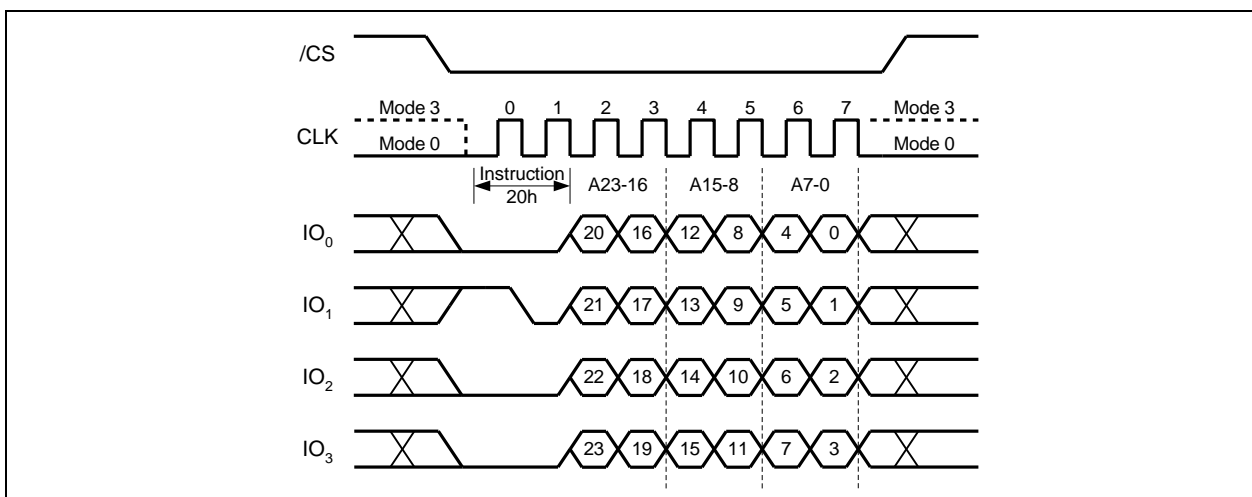 /CS
Mode 3 0 1 2 3 4 5 6 7 Mode 3
CLK
Mode 0 Mode 0
Instruction
20h
A23-16 A15-8 A7-0
IO0 20 16 12 8 4 0
IO1 21 17 13 9 5 1
IO2 22 18 14 10 6 2
IO3 23 19 15 11 7 3